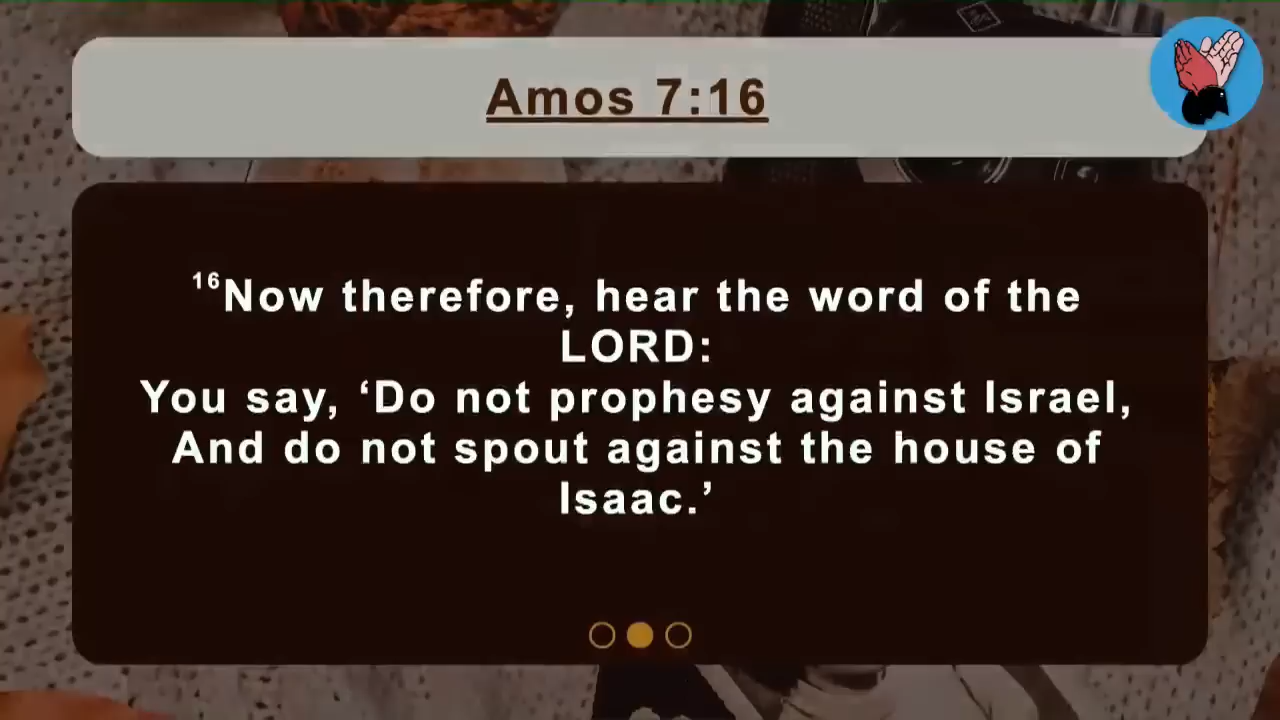 Amos 7:16
16Now therefore, hear the word of the
LORD:
You say, ‘Do not prophesy against Israel,
And do not spout against the house of
Isaac.’